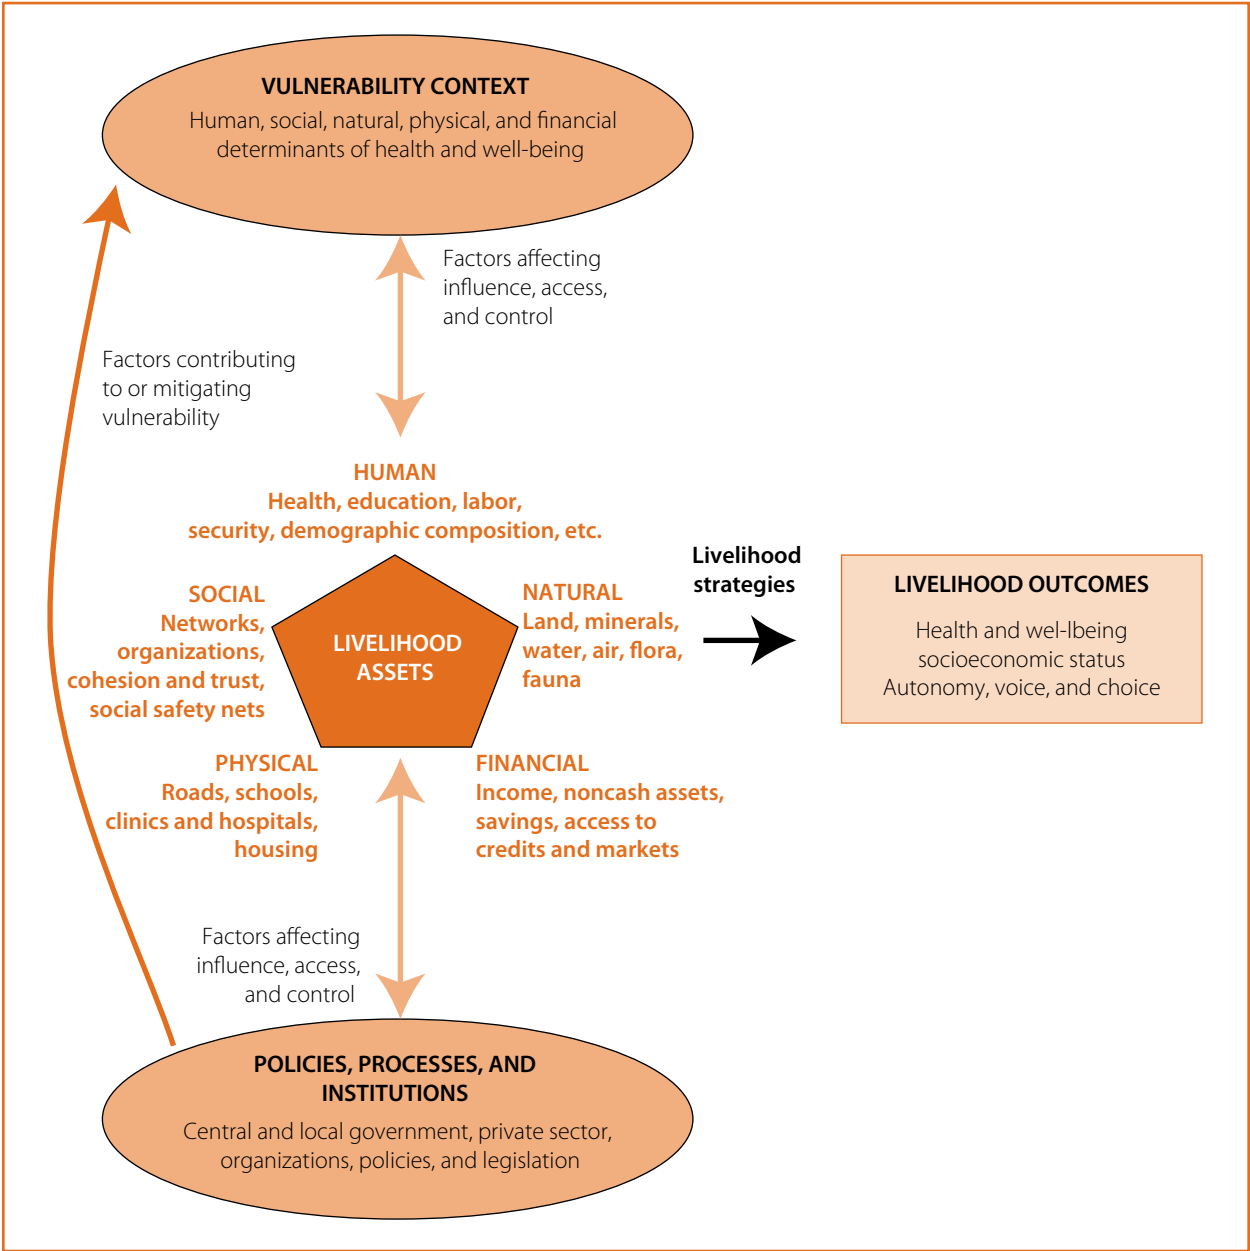 VULNERABILITY CONTEXT
Human, social, natural, physical, and financial
determinants of health and well-being
Factors affecting
influence, access,
and control
Factors contributing
to or mitigating
vulnerability
HUMAN
Health, education, labor,
security, demographic composition, etc.
SOCIAL
Networks,
organizations,
cohesion and trust,
social safety nets
LIVELIHOOD
ASSETS
NATURAL
Land, minerals,
water, air, flora,
fauna
Livelihood
strategies
LIVELIHOOD OUTCOMES
Health and wel-lbeing
socioeconomic status
Autonomy, voice, and choice
PHYSICAL
Roads, schools,
clinics and hospitals,
housing
FINANCIAL
Income, noncash assets,
savings, access to
credits and markets
Factors affecting
influence, access,
and control
POLICIES, PROCESSES, AND
INSTITUTIONS
Central and local government, private sector,
organizations, policies, and legislation